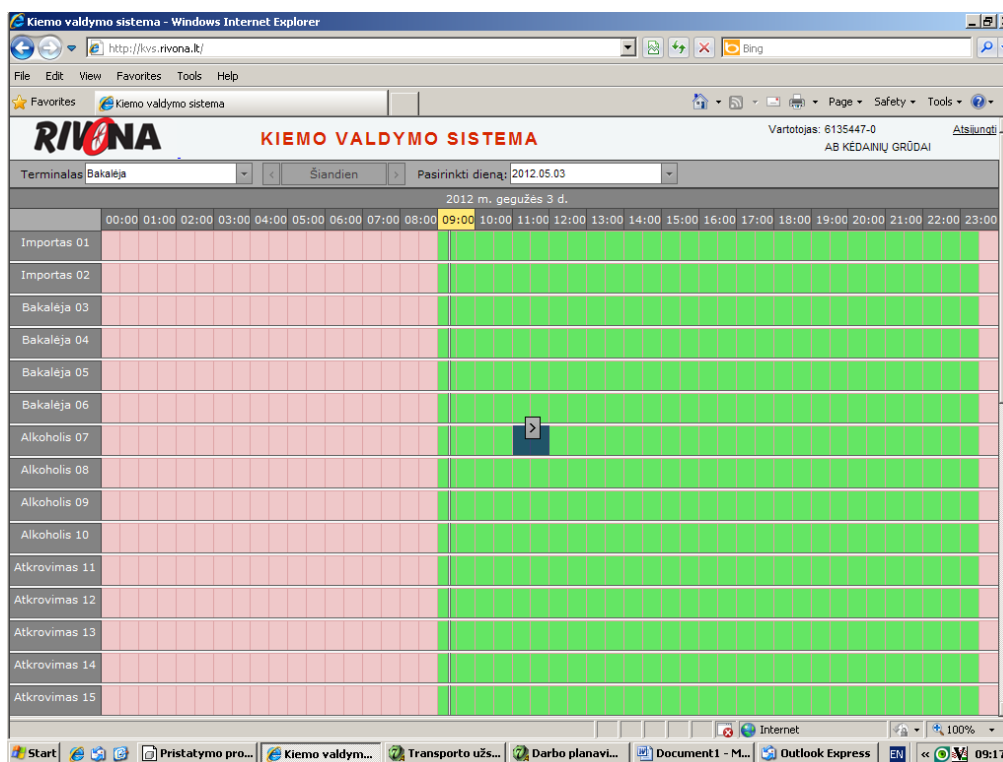 Kiemo valdymo sistema - Windows Internet Explorer
http://kvs.rivona.lt/
Bing
File Edit View Favorites Tools Help
Favorites Kiemo valdymo sistema Page Safety Tools
RIVONA KIEMO VALDYMO SISTEMA Vartotojas: 6135447-0 Atsijungti
AB KĖDAINIŲ GRŪDAI
Terminalas Bakalėja < Šiandien > Pasirinkti dieną: 2012.05.03
2012 m. gegužės 3 d.
00:00 01:00 02:00 03:00 04:00 05:00 06:00 07:00 08:00 09:00 10:00 11:00 12:00 13:00 14:00 15:00 16:00 17:00 18:00 19:00 20:00 21:00 22:00 23:00
Importas 01
Importas 02
Bakalėja 03
Bakalėja 04
Bakalėja 05
Bakalėja 06
>
Alkoholis 07
Alkoholis 08
Alkoholis 09
Alkoholis 10
Atkrovimas 11
Atkrovimas 12
Atkrovimas 13
Atkrovimas 14
Atkrovimas 15
Internet 100%
Start Pristatymo pro... Kiemo valdym... Transporto užs... Darbo planavi... Document1 - M... Outlook Express EN « 09:17